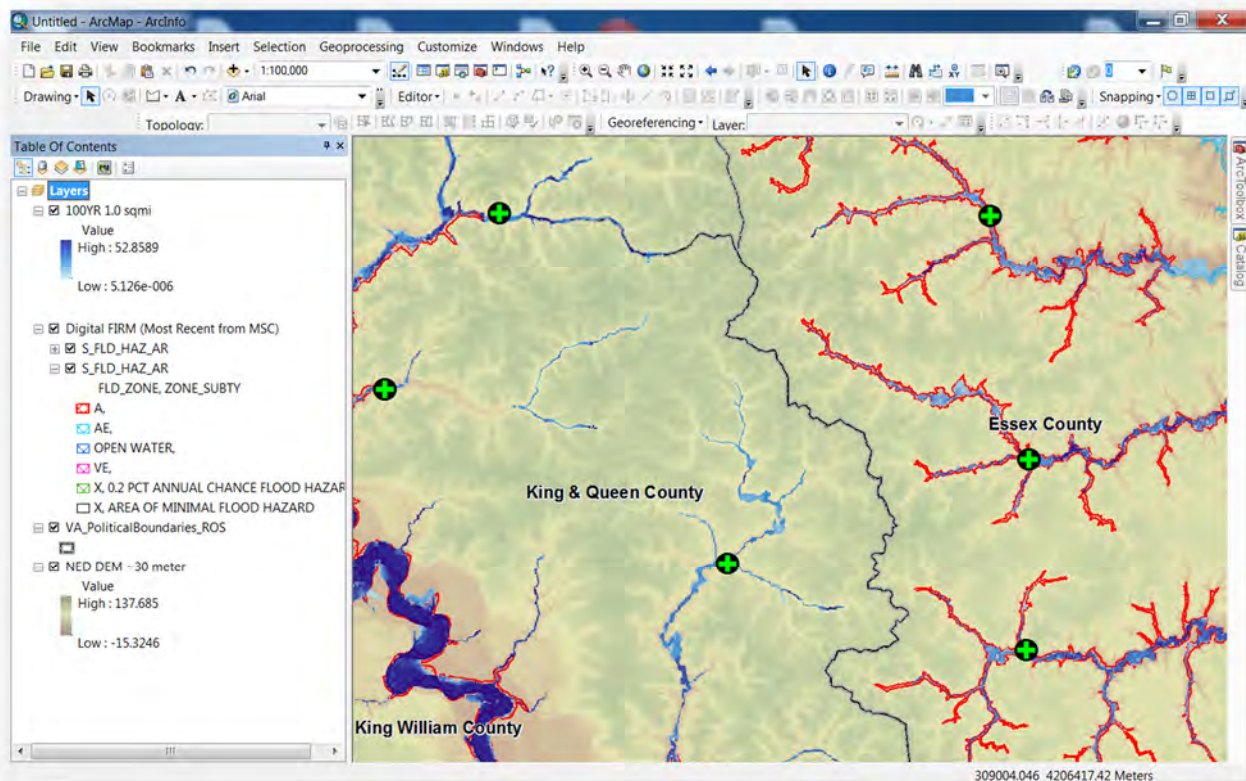 Untitled - ArcMap - ArcInfo
File Edit View Bookmarks Insert Selection Geoprocessing Customize Windows Help
1:100,000
Drawing Arial Editor Snapping
Topology: Georeferencing Layer:
Table Of Contents
Layers
100YR 1.0 sqmi
Value
High : 52.8589
Low : 5.126e-006
Digital FIRM (Most Recent from MSC)
S_FLD_HAZ_AR
S_FLD_HAZ_AR
FLD_ZONE, ZONE_SUBTY
A,
AE,
OPEN WATER,
VE,
X, 0.2 PCT ANNUAL CHANCE FLOOD HAZAR
X, AREA OF MINIMAL FLOOD HAZARD
VA_PoliticalBoundaries_ROS
NED DEM ~30 meter
Value
High : 137.685
Low : -15.3246
Essex County
King & Queen County
King William County
ArcToolbox
Catalog
309004.046 4206417.42 Meters